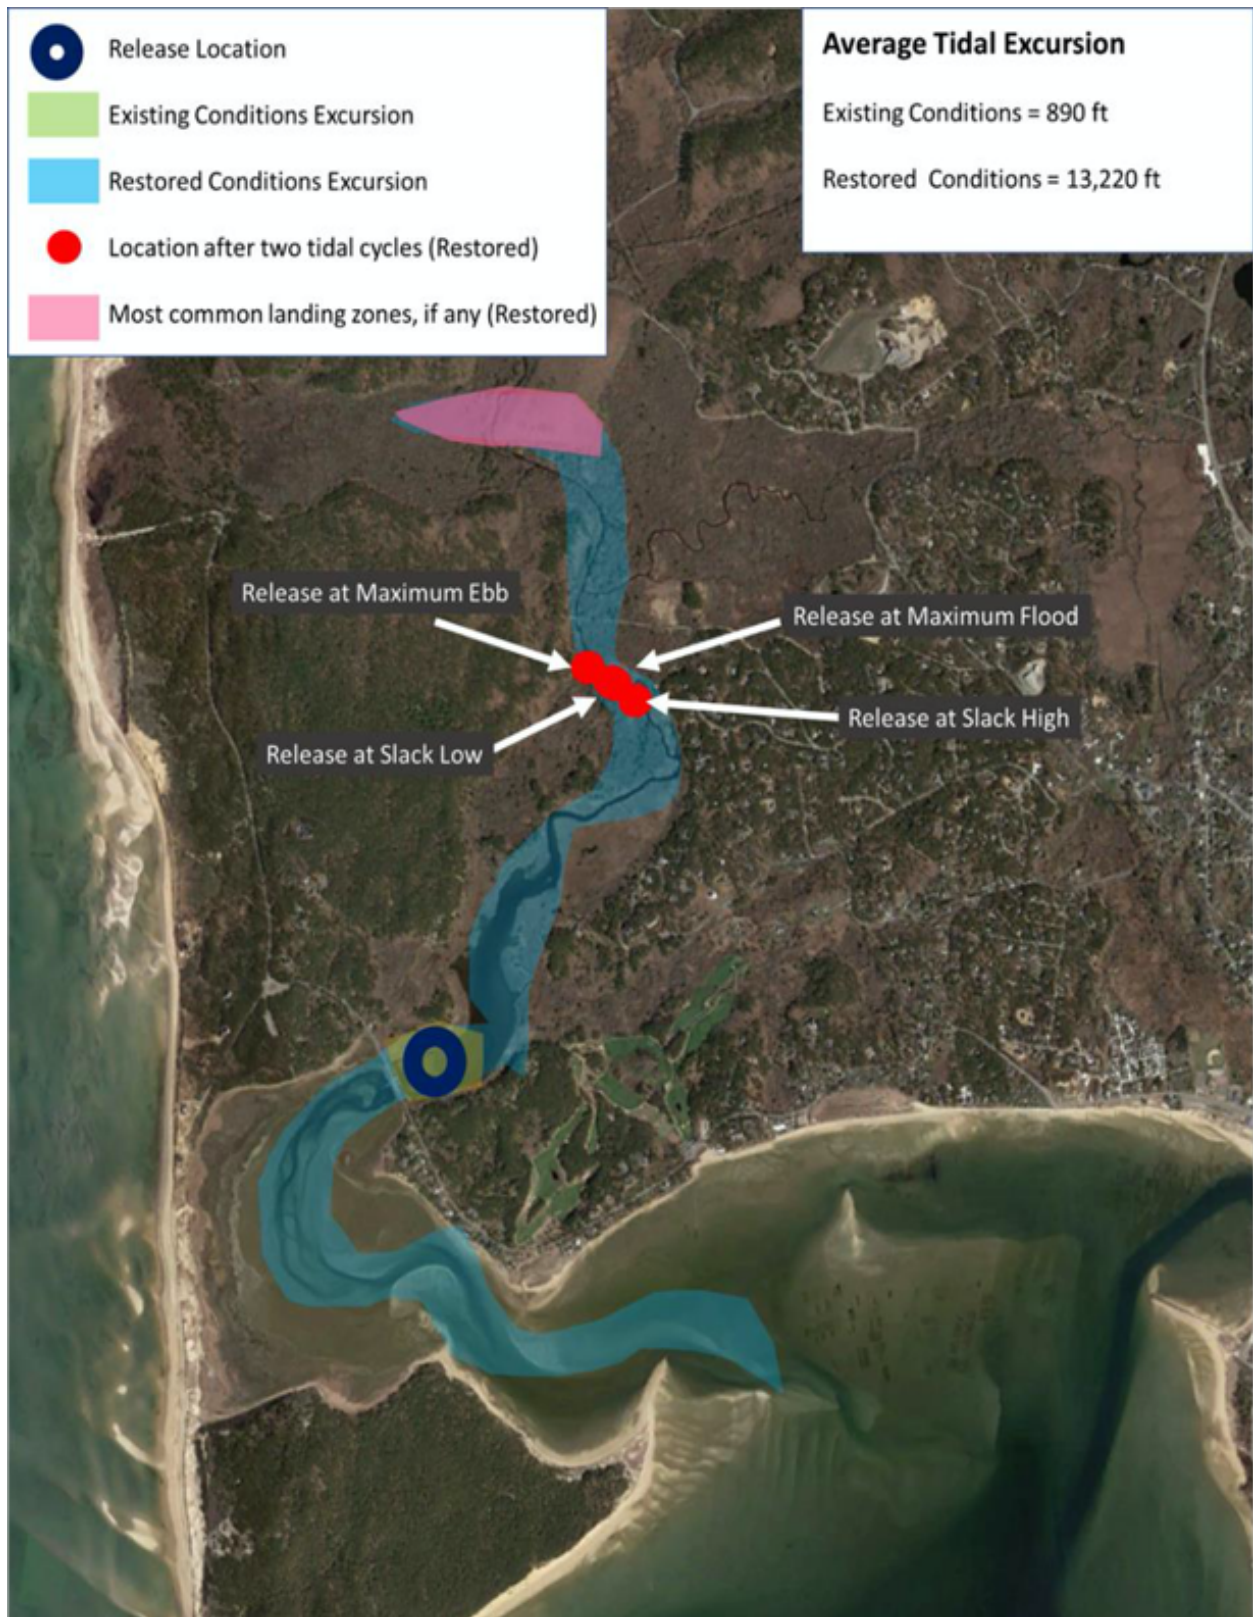 Release Location
Existing Conditions Excursion
Restored Conditions Excursion
Location after two tidal cycles (Restored)
Most common landing zones, if any (Restored)
Average Tidal Excursion
Existing Conditions = 890 ft
Restored Conditions = 13,220 ft
Release at Maximum Ebb
Release at Maximum Flood
Release at Slack High
Release at Slack Low